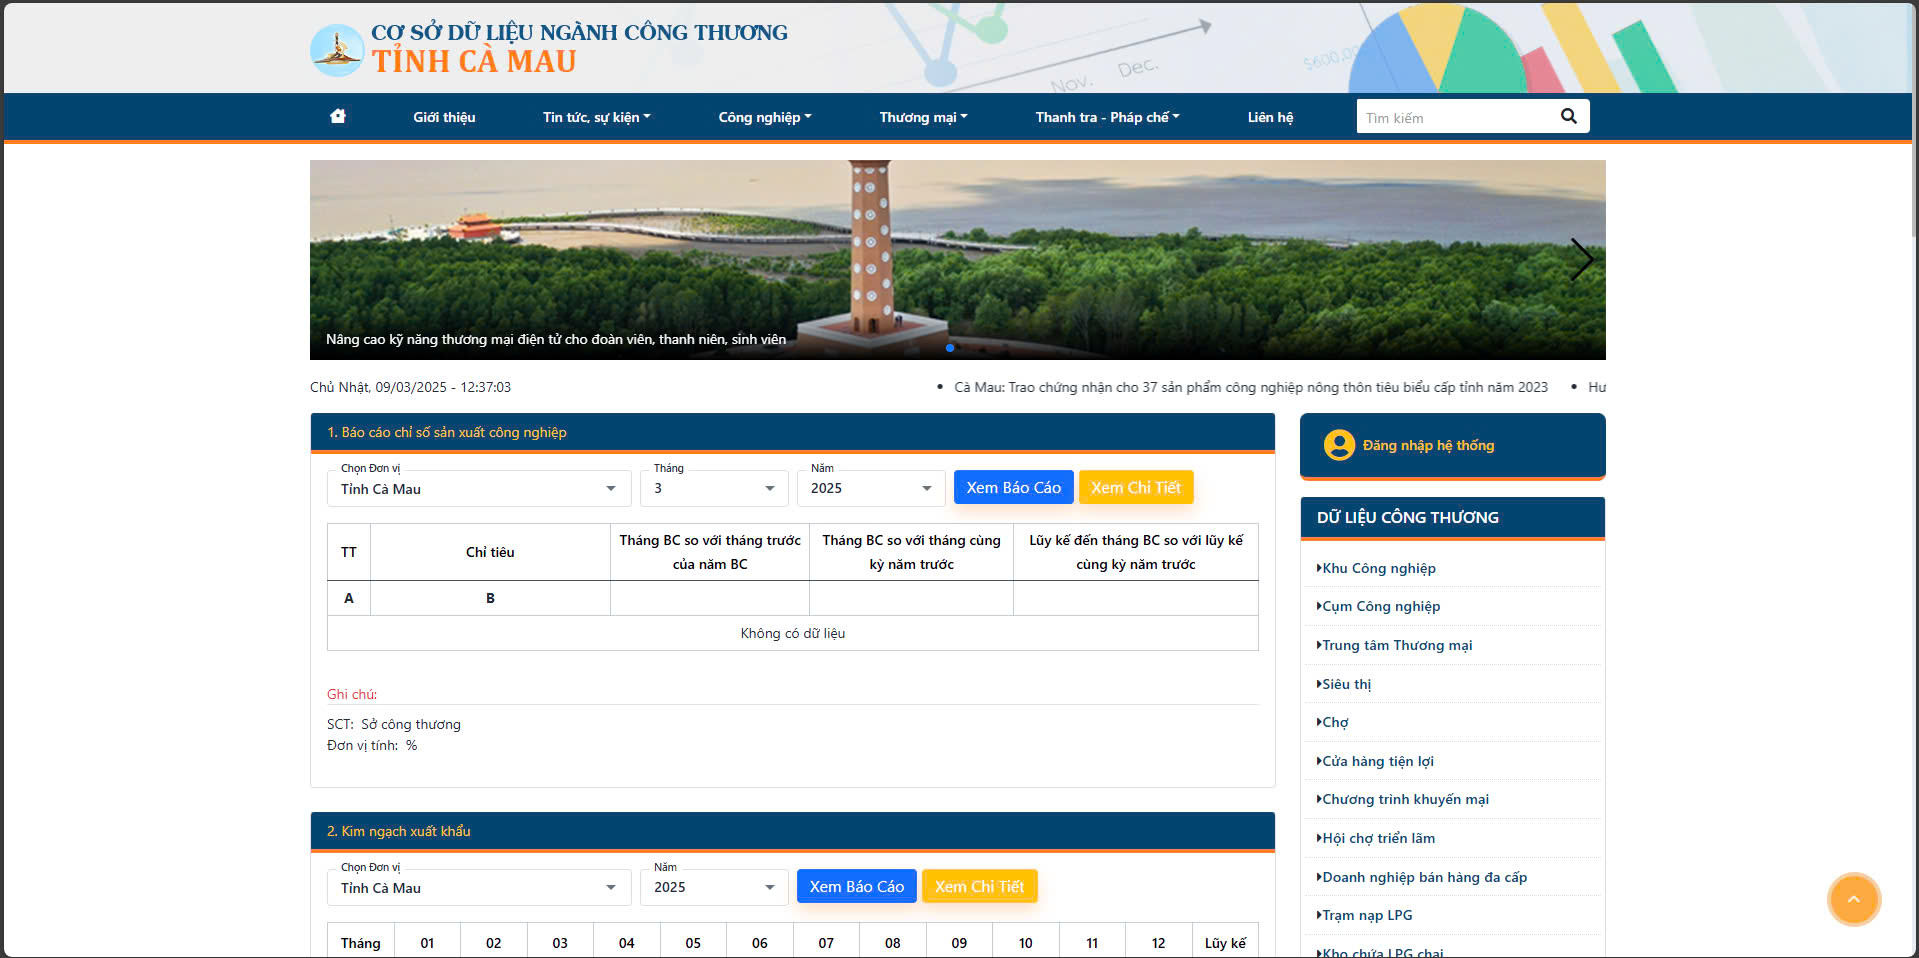 CƠ SỞ DỮ LIỆU NGÀNH CÔNG THƯƠNG
TỈNH CÀ MAU
Nov.
Dec.
$600,00
Giới thiệu
Tin tức, sự kiện
Công nghiệp
Thương mại
Thanh tra - Pháp chế
Liên hệ
Tìm kiếm
Nâng cao kỹ năng thương mại điện tử cho đoàn viên, thanh niên, sinh viên
Chủ Nhật, 09/03/2025 - 12:37:03
• Cà Mau: Trao chứng nhận cho 37 sản phẩm công nghiệp nông thôn tiêu biểu cấp tỉnh năm 2023 • Hư
1. Báo cáo chỉ số sản xuất công nghiệp
Chọn Đơn vị
Tỉnh Cà Mau
Tháng
3
Năm
2025
Xem Báo Cáo
Xem Chi Tiết
TT
Chỉ tiêu
Tháng BC so với tháng trước
của năm BC
Tháng BC so với tháng cùng
kỳ năm trước
Lũy kế đến tháng BC so với lũy kế
cùng kỳ năm trước
A
B
Không có dữ liệu
Ghi chú:
SCT: Sở công thương
Đơn vị tính: %
2. Kim ngạch xuất khẩu
Chọn Đơn vị
Tỉnh Cà Mau
Năm
2025
Xem Báo Cáo
Xem Chi Tiết
Tháng 01 02 03 04 05 06 07 08 09 10 11 12 Lũy kế
Đăng nhập hệ thống
DỮ LIỆU CÔNG THƯƠNG
Khu Công nghiệp
Cụm Công nghiệp
Trung tâm Thương mại
Siêu thị
Chợ
Cửa hàng tiện lợi
Chương trình khuyến mại
Hội chợ triển lãm
Doanh nghiệp bán hàng đa cấp
Trạm nạp LPG
Kho chứa LPG chai